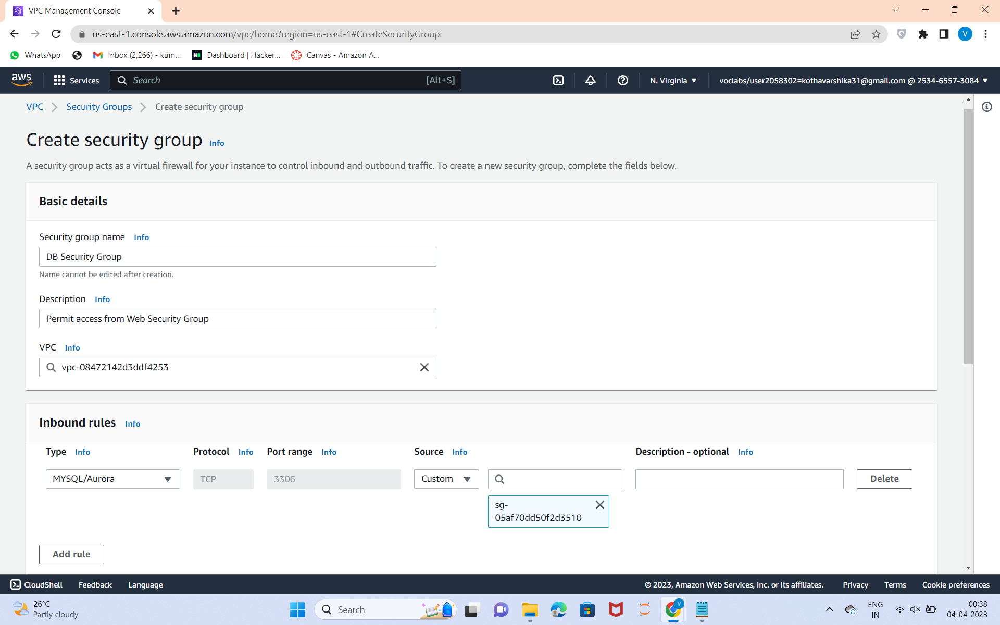 VPC Management Console
us-east-1.console.aws.amazon.com/vpc/home?region=us-east-1#CreateSecurityGroup:
V
WhatsApp
Inbox (2,266) - kum...
Dashboard | Hacker...
Canvas - Amazon A...
aws
Services
Search
[Alt+S]
N. Virginia
voclabs/user2058302=kothavarshika31@gmail.com @ 2534-6557-3084
VPC
Security Groups
Create security group
Create security group Info
A security group acts as a virtual firewall for your instance to control inbound and outbound traffic. To create a new security group, complete the fields below.
Basic details
Security group name Info
DB Security Group
Name cannot be edited after creation.
Description Info
Permit access from Web Security Group
VPC Info
vpc-08472142d3ddf4253
Inbound rules Info
Type Info
Protocol Info
Port range Info
Source Info
Description - optional Info
MYSQL/Aurora
TCP
3306
Custom
Delete
sg-
05af70dd50f2d3510
Add rule
CloudShell
Feedback
Language
© 2023, Amazon Web Services, Inc. or its affiliates.
Privacy
Terms
Cookie preferences
26°C
Partly cloudy
Search
V
ENG
IN
00:38
04-04-2023